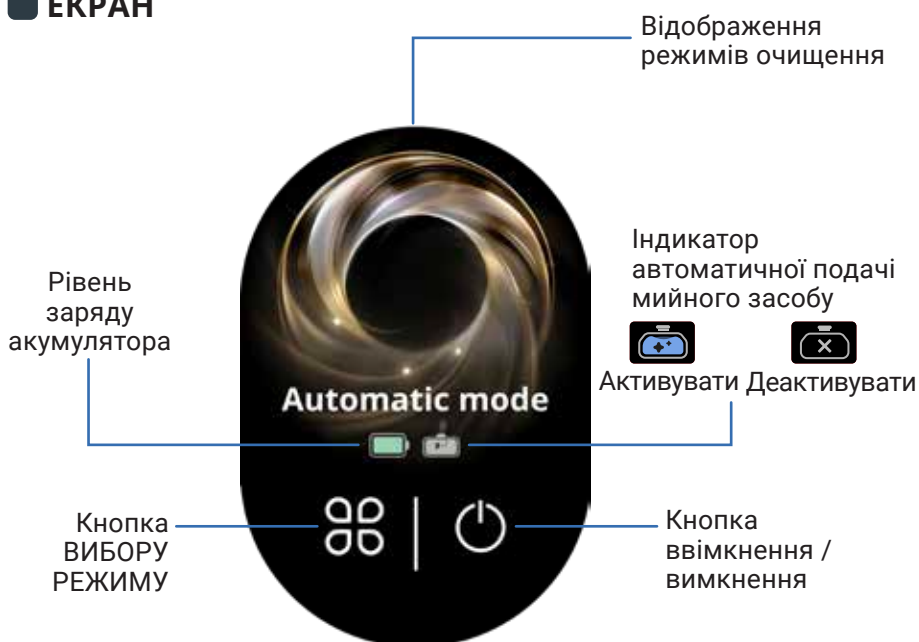 ЕКРАН
Відображення
режимів очищення
Індикатор
автоматичної подачі
мийного засобу
Активувати Деактивувати
Рівень
заряду
акумулятора
Automatic mode
Кнопка
ВИБОРУ
РЕЖИМУ
Кнопка
ввімкнення /
вимкнення